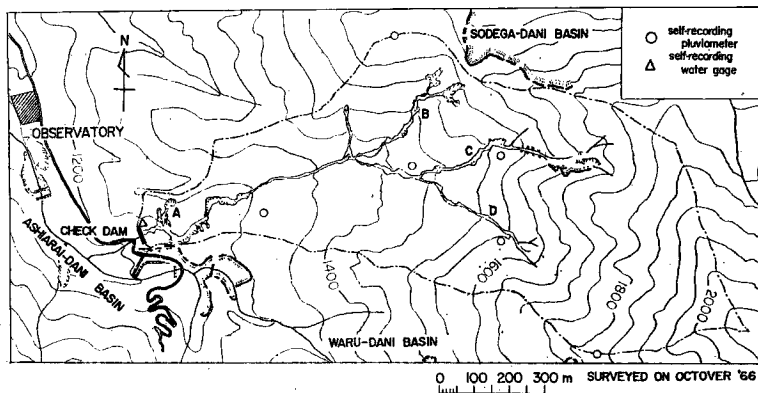 SODEGA-DANI BASIN
self-recording
pluviometer
self-recording
water gage
N
OBSERVATORY
1200
B
C
A
D
CHECK DAM
ASHIARAI-DANI
BASIN
1400
1600
1800
2000
WARU-DANI BASIN
0 100 200 300 m SURVEYED ON OCTOVER '66